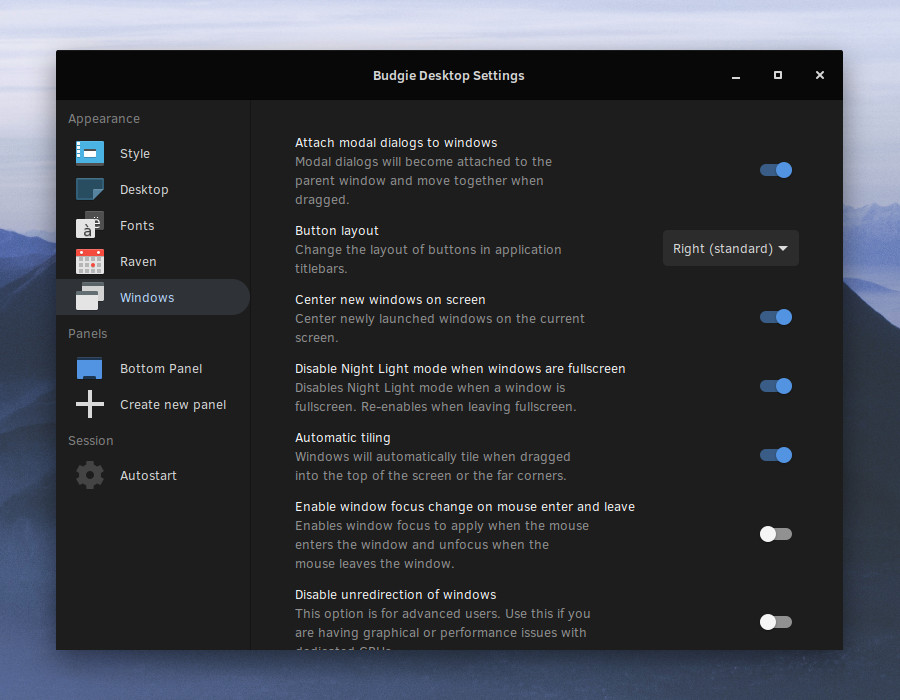 Budgie Desktop Settings
Appearance
Style
Desktop
Fonts
Raven
Windows
Panels
Bottom Panel
Create new panel
Session
Autostart
Attach modal dialogs to windows
Modal dialogs will become attached to the
parent window and move together when
dragged.
Button layout
Change the layout of buttons in application
titlebars.
Right (standard)
Center new windows on screen
Center newly launched windows on the current
screen.
Disable Night Light mode when windows are fullscreen
Disables Night Light mode when a window is
fullscreen. Re-enables when leaving fullscreen.
Automatic tiling
Windows will automatically tile when dragged
into the top of the screen or the far corners.
Enable window focus change on mouse enter and leave
Enables window focus to apply when the mouse
enters the window and unfocus when the
mouse leaves the window.
Disable unredirection of windows
This option is for advanced users. Use this if you
are having graphical or performance issues with
dedicated GPUs.